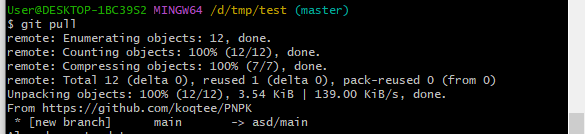 User@DESKTOP-1BC39S2 MINGW64 /d/tmp/test (master)
$ git pull
remote: Enumerating objects: 12, done.
remote: Counting objects: 100% (12/12), done.
remote: Compressing objects: 100% (7/7), done.
remote: Total 12 (delta 0), reused 1 (delta 0), pack-reused 0 (from 0)
Unpacking objects: 100% (12/12), 3.54 KiB | 139.00 KiB/s, done.
From https://github.com/koqtee/PNPK
 * [new branch]      main       -> asd/main